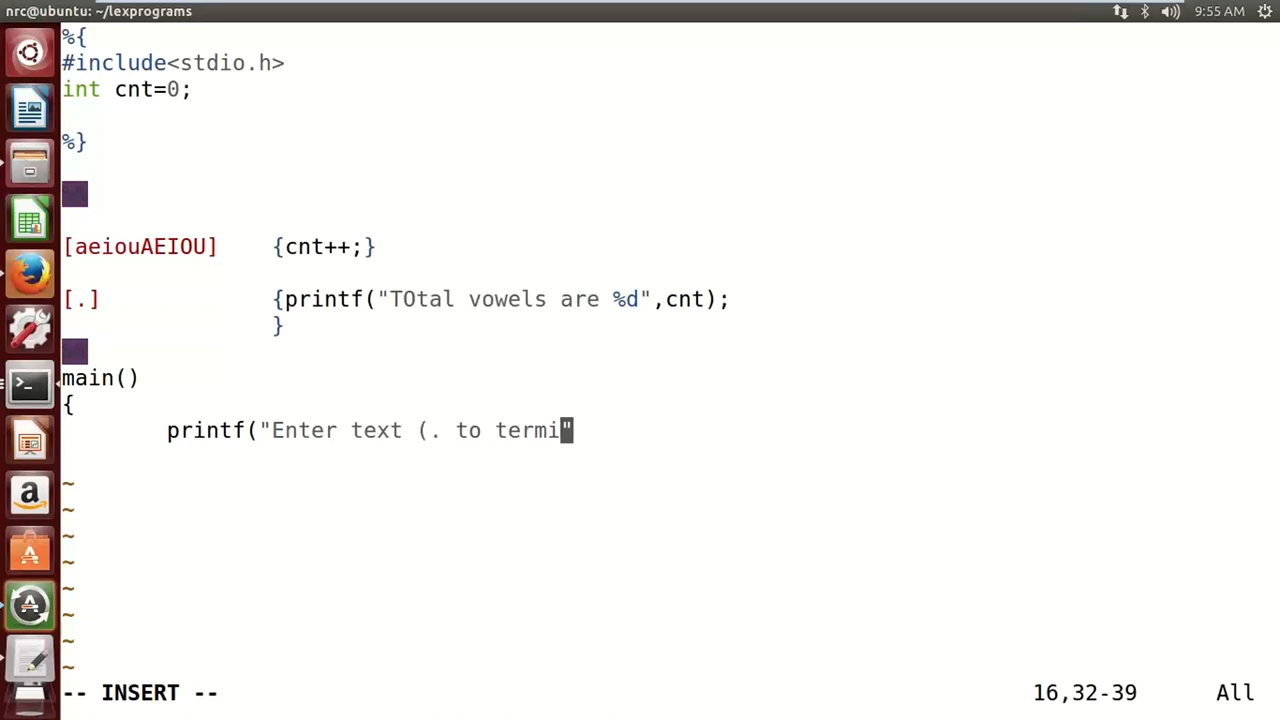 nrc@ubuntu: ~/lexprograms
9:55 AM
%{
#include<stdio.h>
int cnt=0;
%}
%%
[aeiouAEIOU] {cnt++;}
[.] {printf("TOtal vowels are %d",cnt);
}
%%
main()
{
printf("Enter text (. to termi"
~
~
~
~
~
~
~
~
-- INSERT -- 16,32-39 All